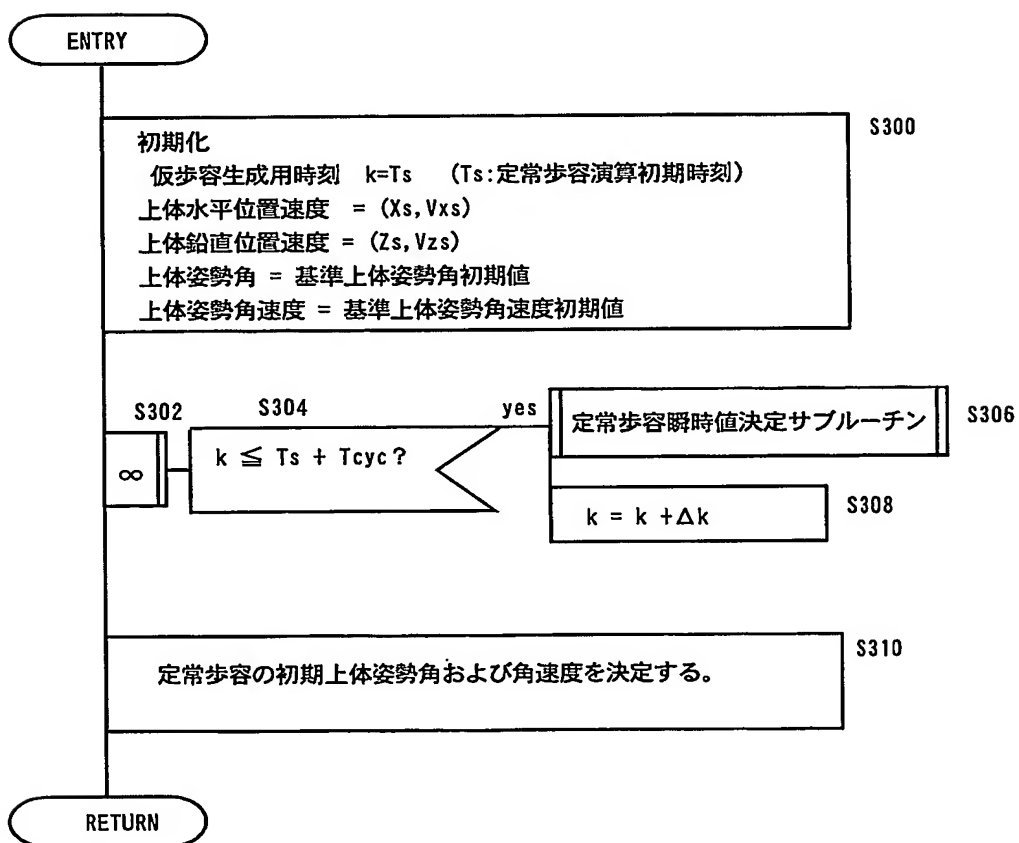 ENTRY
S300
初期化
仮歩容生成用時刻 k=Ts (Ts:定常歩容演算初期時刻)
上体水平位置速度 = (Xs,Vxs)
上体鉛直位置速度 = (Zs,Vzs)
上体姿勢角 = 基準上体姿勢角初期値
上体姿勢角速度 = 基準上体姿勢角速度初期値
S302
∞
S304
k ≦ Ts + Tcyc?
yes
定常歩容瞬時値決定サブルーチン
S306
k = k +Δk
S308
S310
定常歩容の初期上体姿勢角および角速度を決定する。
RETURN